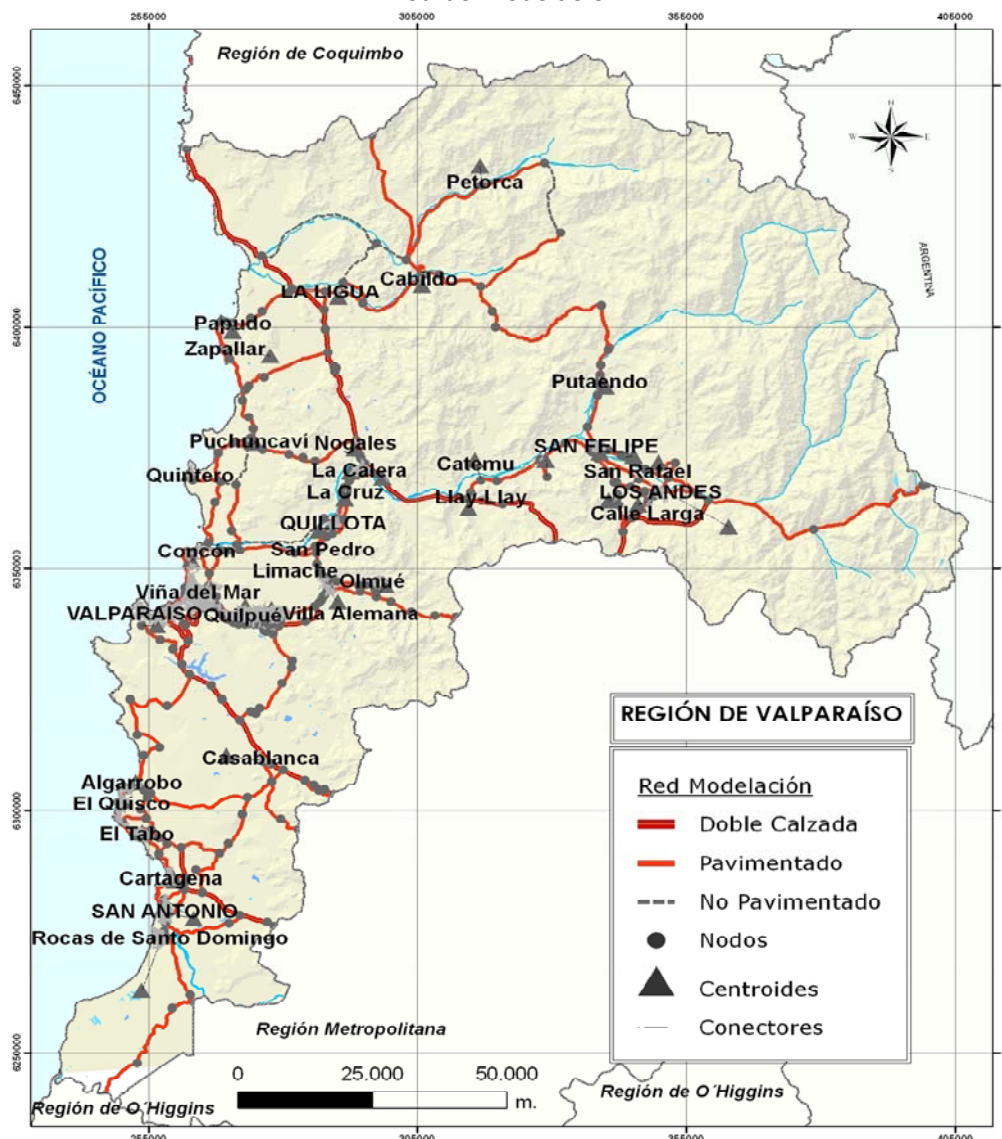 255000 305000 355000 405000
Región de Coquimbo
6450000
N
W E
S
Petorca
ARGENTINA
OCÉANO PACÍFICO
Cabildo
LA LIGUA
6400000
Papudo
Zapallar
Putaendo
Puchuncaví
Nogales
SAN FELIPE
Quintero
La Calera
Catemu
San Rafael
La Cruz
Llay-Llay
LOS ANDES
Calle Larga
QUILLOTA
Concón
San Pedro
6350000
Limache
Olmué
Viña del Mar
VALPARAISO
Quilpué
Villa Alemana
REGIÓN DE VALPARAÍSO
Casablanca
Red Modelación
Algarrobo
El Quisco
6300000
Doble Calzada
El Tabo
Pavimentado
Cartagena
No Pavimentado
SAN ANTONIO
Nodos
Rocas de Santo Domingo
Centroides
Conectores
Región Metropolitana
6250000
0 25.000 50.000
m.
Región de O´Higgins
Región de O´Higgins
255000 305000 355000 405000